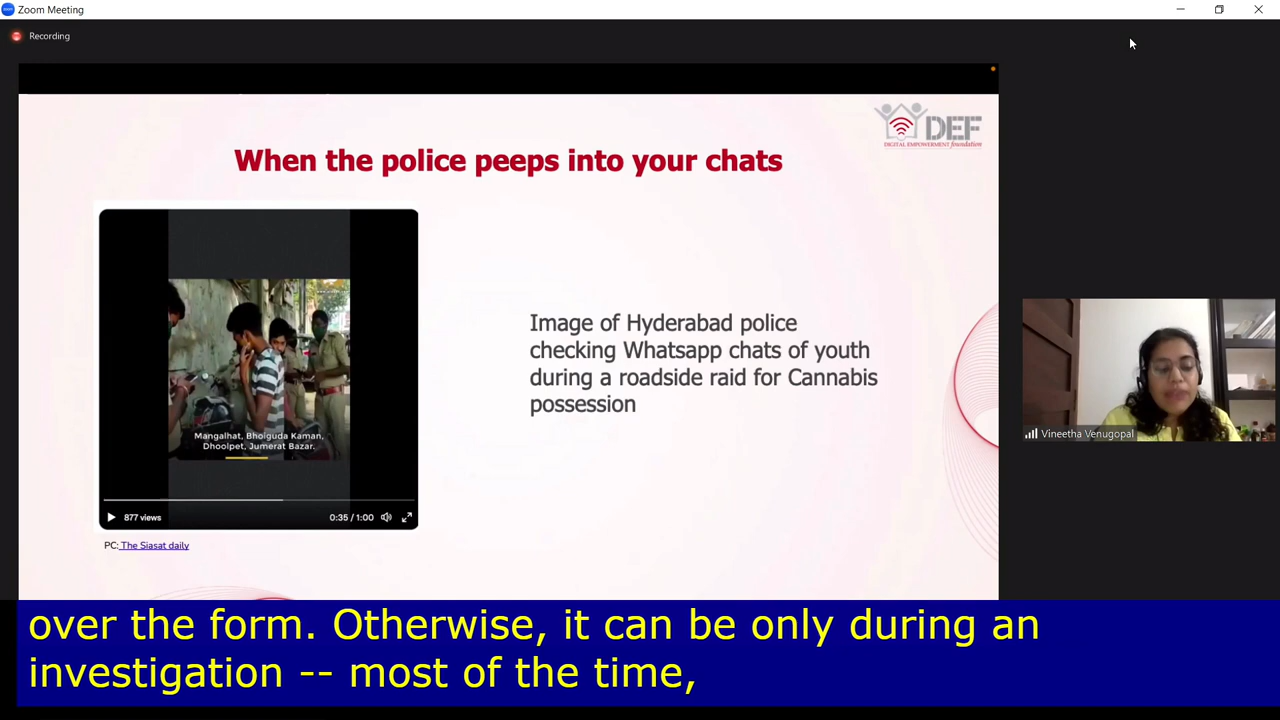 Zoom Meeting
Recording
DEF
DIGITAL EMPOWERMENT foundation
When the police peeps into your chats
Mangalhat, Bhoiguda Kaman,
Dhoolpet, Jumerat Bazar.
877 views
0:35 / 1:00
PC: The Siasat daily
Image of Hyderabad police
checking Whatsapp chats of youth
during a roadside raid for Cannabis
possession
Vineetha Venugopal
over the form. Otherwise, it can be only during an
investigation -- most of the time,